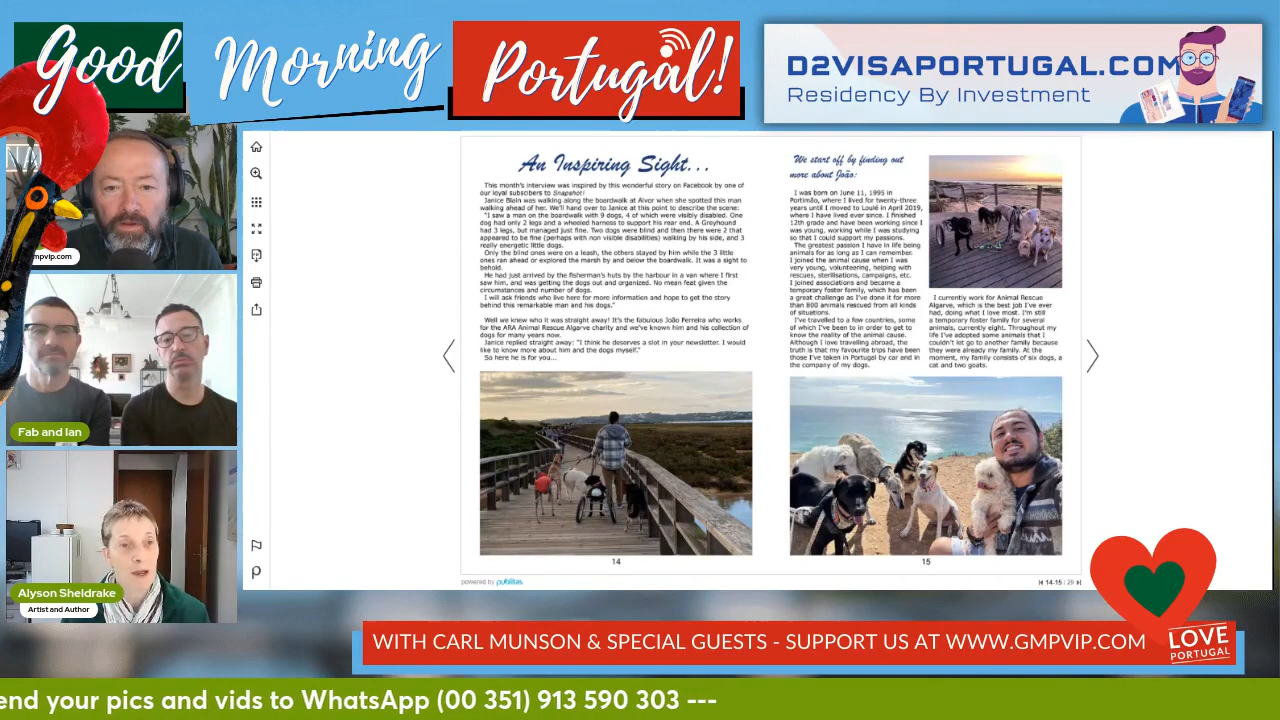 Good Morning Portugal!
D2VISAPORTUGAL.COM
Residency By Investment
mpvip.com
Fab and Ian
Alyson Sheldrake
Artist and Author
An Inspiring Sight...
This month's interview was inspired by this wonderful story on Facebook by one of
our loyal subscibers to Snapshot!
Janice Blain was walking along the boardwalk at Alvor when she spotted this man
walking ahead of her. We'll hand over to Janice at this point to describe the scene:
"I saw a man on the boardwalk with 9 dogs, 4 of which were visibly disabled. One
dog had only 2 legs and a wheeled harness to support his rear end. A Greyhound
had 3 legs, but managed just fine. Two dogs were blind and then there were 2 that
appeared to be fine (perhaps with non visible disabilities) walking by his side, and 3
really energetic little dogs.
Only the blind ones were on a leash, the others stayed by him while the 3 little
ones ran ahead or explored the marsh by and below the boardwalk. It was a sight to
behold.
He had just arrived by the fisherman's huts by the harbour in a van where I first
saw him, and was getting the dogs out and organized. No mean feat given the
circumstances and number of dogs.
I will ask friends who live here for more information and hope to get the story
behind this remarkable man and his dogs."
Well we knew who it was straight away! It's the fabulous João Ferreira who works
for the ARA Animal Rescue Algarve charity and we've known him and his collection of
dogs for many years now.
Janice replied straight away: "I think he deserves a slot in your newsletter. I would
like to know more about him and the dogs myself."
So here he is for you...
14
We start off by finding out
more about João:
I was born on June 11, 1995 in
Portimão, where I lived for twenty-three
years until I moved to Loulé in April 2019,
where I have lived ever since. I finished
12th grade and have been working since I
was young, working while I was studying
so that I could support my passions.
The greatest passion I have in life being
animals for as long as I can remember.
I joined the animal cause when I was
very young, volunteering, helping with
rescues, sterilisations, campaigns, etc.
I joined associations and became a
temporary foster family, which has been
a great challenge as I've done it for more
than 800 animals rescued from all kinds
of situations.
I've travelled to a few countries, some
of which I've been to in order to get to
know the reality of the animal cause.
Although I love travelling abroad, the
truth is that my favourite trips have been
those I've taken in Portugal by car and in
the company of my dogs.
I currently work for Animal Rescue
Algarve, which is the best job I've ever
had, doing what I love most. I'm still
a temporary foster family for several
animals, currently eight. Throughout my
life I've adopted some animals that I
couldn't let go to another family because
they were already my family. At the
moment, my family consists of six dogs, a
cat and two goats.
15
powered by publitas
14-15 | 29
WITH CARL MUNSON & SPECIAL GUESTS - SUPPORT US AT WWW.GMPVIP.COM
LOVE
PORTUGAL
end your pics and vids to WhatsApp (00 351) 913 590 303 ---